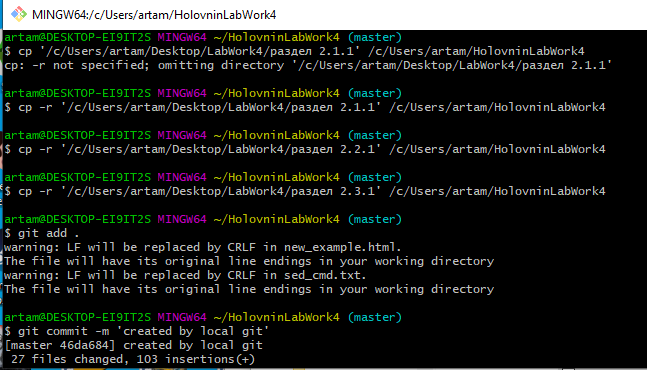 MINGW64:/c/Users/artam/HolovninLabWork4
artam@DESKTOP-EI9IT2S MINGW64 ~/HolovninLabWork4 (master)
$ cp '/c/Users/artam/Desktop/LabWork4/раздел 2.1.1' /c/Users/artam/HolovninLabWork4
cp: -r not specified; omitting directory '/c/Users/artam/Desktop/LabWork4/раздел 2.1.1'
artam@DESKTOP-EI9IT2S MINGW64 ~/HolovninLabWork4 (master)
$ cp -r '/c/Users/artam/Desktop/LabWork4/раздел 2.1.1' /c/Users/artam/HolovninLabWork4
artam@DESKTOP-EI9IT2S MINGW64 ~/HolovninLabWork4 (master)
$ cp -r '/c/Users/artam/Desktop/LabWork4/раздел 2.2.1' /c/Users/artam/HolovninLabWork4
artam@DESKTOP-EI9IT2S MINGW64 ~/HolovninLabWork4 (master)
$ cp -r '/c/Users/artam/Desktop/LabWork4/раздел 2.3.1' /c/Users/artam/HolovninLabWork4
artam@DESKTOP-EI9IT2S MINGW64 ~/HolovninLabWork4 (master)
$ git add .
warning: LF will be replaced by CRLF in new_example.html.
The file will have its original line endings in your working directory
warning: LF will be replaced by CRLF in sed_cmd.txt.
The file will have its original line endings in your working directory
artam@DESKTOP-EI9IT2S MINGW64 ~/HolovninLabWork4 (master)
$ git commit -m 'created by local git'
[master 46da684] created by local git
27 files changed, 103 insertions(+)